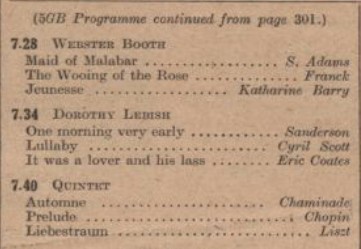 (5GB Programme continued from page 301.)
7.28 WEBSTER BOOTH
Maid of Malabar .................. S. Adams
The Wooing of the Rose ............ Franck
Jeunesse .................. Katharine Barry
7.34 DOROTHY LEBISH
One morning very early ........... Sanderson
Lullaby .................. Cyril Scott
It was a lover and his lass ........ Eric Coates
7.40 QUINTET
Automne .................. Chaminade
Prelude .................. Chopin
Liebestraum .................. Liszt